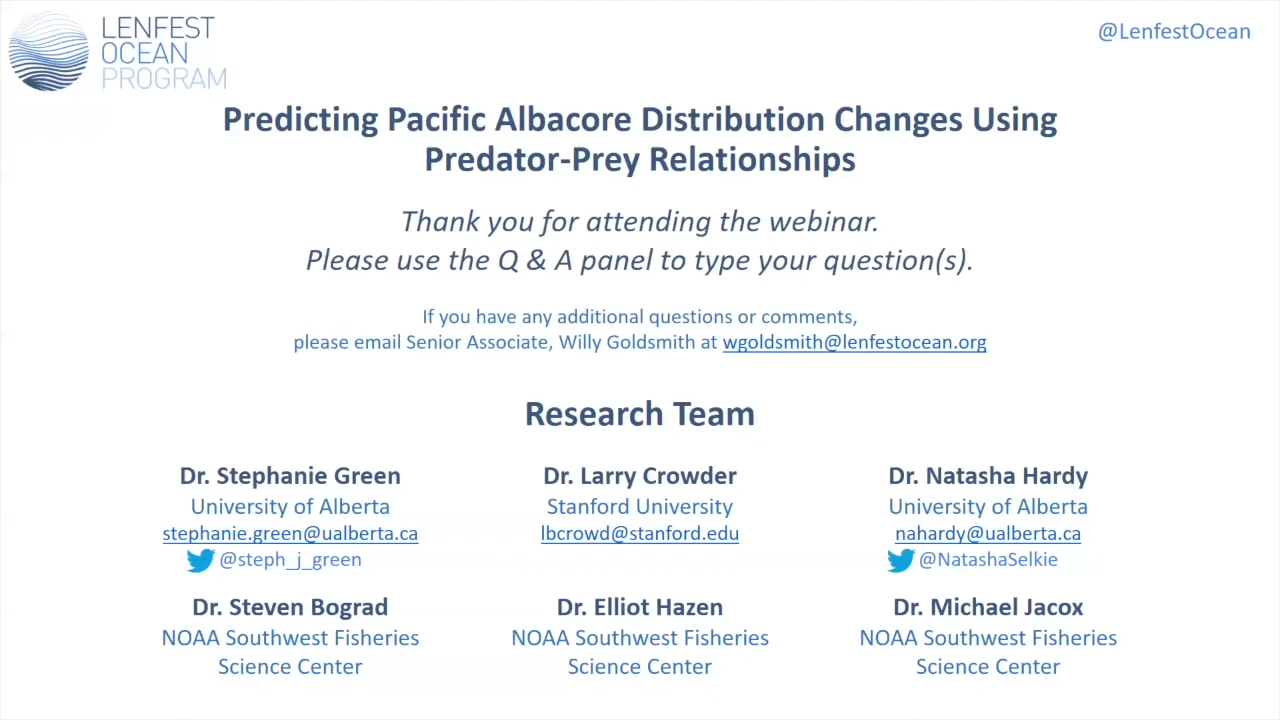 LENFEST
OCEAN
PROGRAM
@LenfestOcean
Predicting Pacific Albacore Distribution Changes Using
Predator-Prey Relationships
Thank you for attending the webinar.
Please use the Q & A panel to type your question(s).
If you have any additional questions or comments,
please email Senior Associate, Willy Goldsmith at wgoldsmith@lenfestocean.org
Research Team
Dr. Stephanie Green
University of Alberta
stephanie.green@ualberta.ca
@steph_j_green
Dr. Larry Crowder
Stanford University
lbcrowd@stanford.edu
Dr. Natasha Hardy
University of Alberta
nahardy@ualberta.ca
@NatashaSelkie
Dr. Steven Bograd
NOAA Southwest Fisheries
Science Center
Dr. Elliot Hazen
NOAA Southwest Fisheries
Science Center
Dr. Michael Jacox
NOAA Southwest Fisheries
Science Center